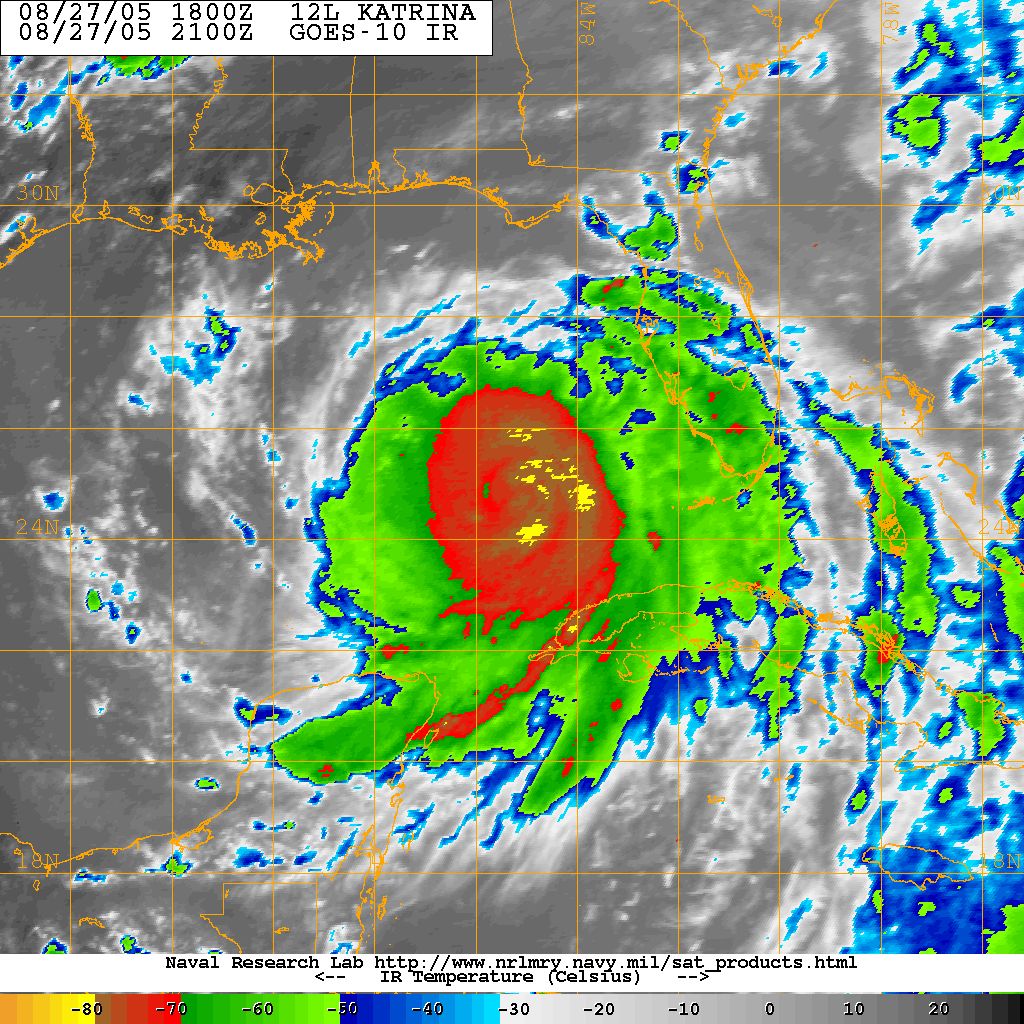 08/27/05 1800Z 12L KATRINA
08/27/05 2100Z GOES-10 IR
84W
78W
30N
30N
24N
24N
18N
18N
Naval Research Lab http://www.nrlmry.navy.mil/sat_products.html
<-- IR Temperature (Celsius) -->
-80 -70 -60 -50 -40 -30 -20 -10 0 10 20